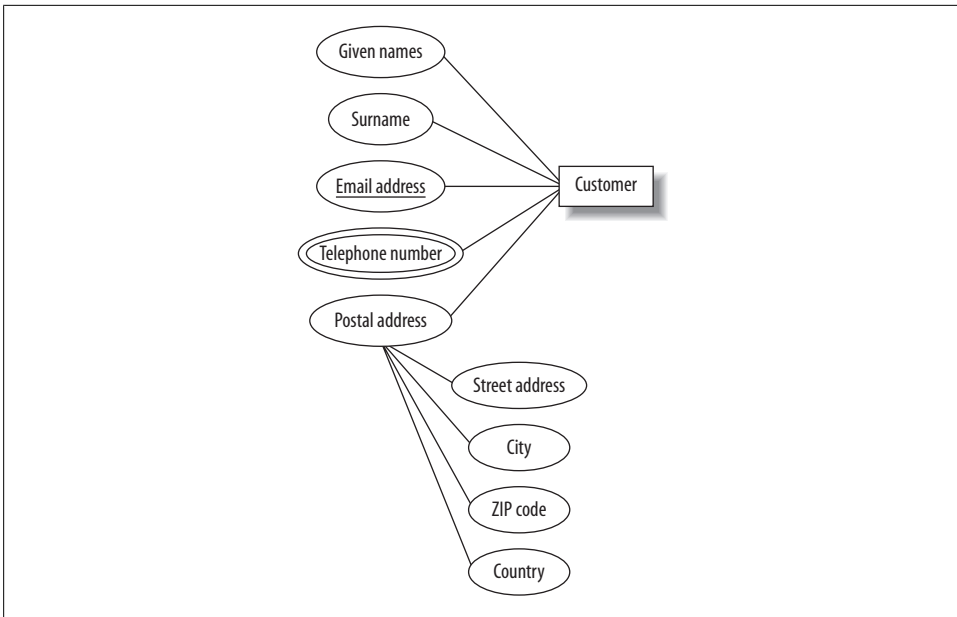 Given names
Surname
Customer
Email address
Telephone number
Postal address
Street address
City
ZIP code
Country